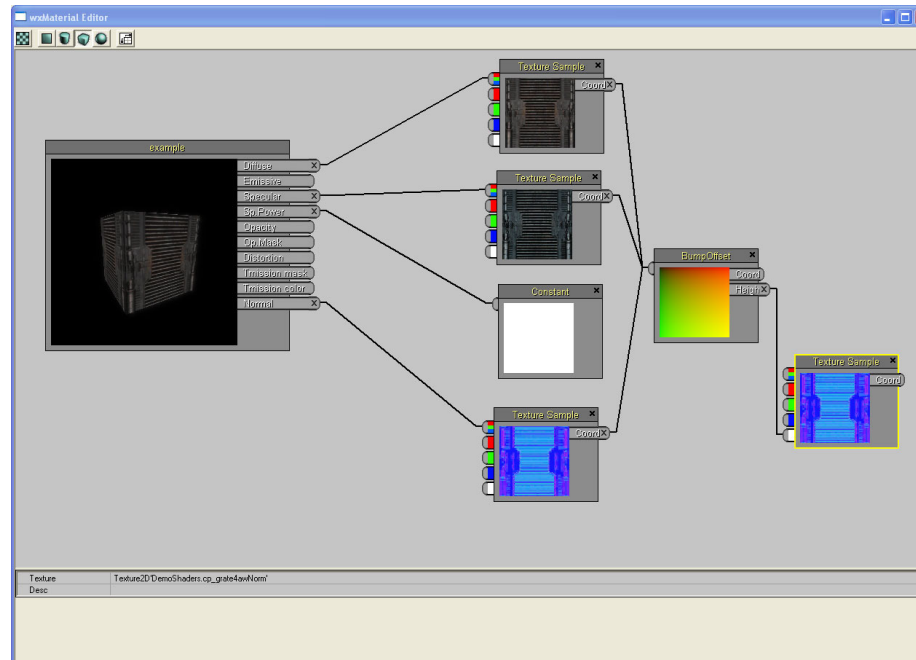 wxMaterial Editor
example
Diffuse X
Emissive
Specular X
Sp.Power X
Opacity
Op.Mask
Distortion
Tmission mask
Tmission color
Normal X
Texture Sample
Coord X
Texture Sample
Coord X
Constant
Texture Sample
Coord X
BumpOffset
Coord
Heigh X
Texture Sample
Coord
Texture Texture2D'DemoShaders.cp_grate4awNorm'
Desc